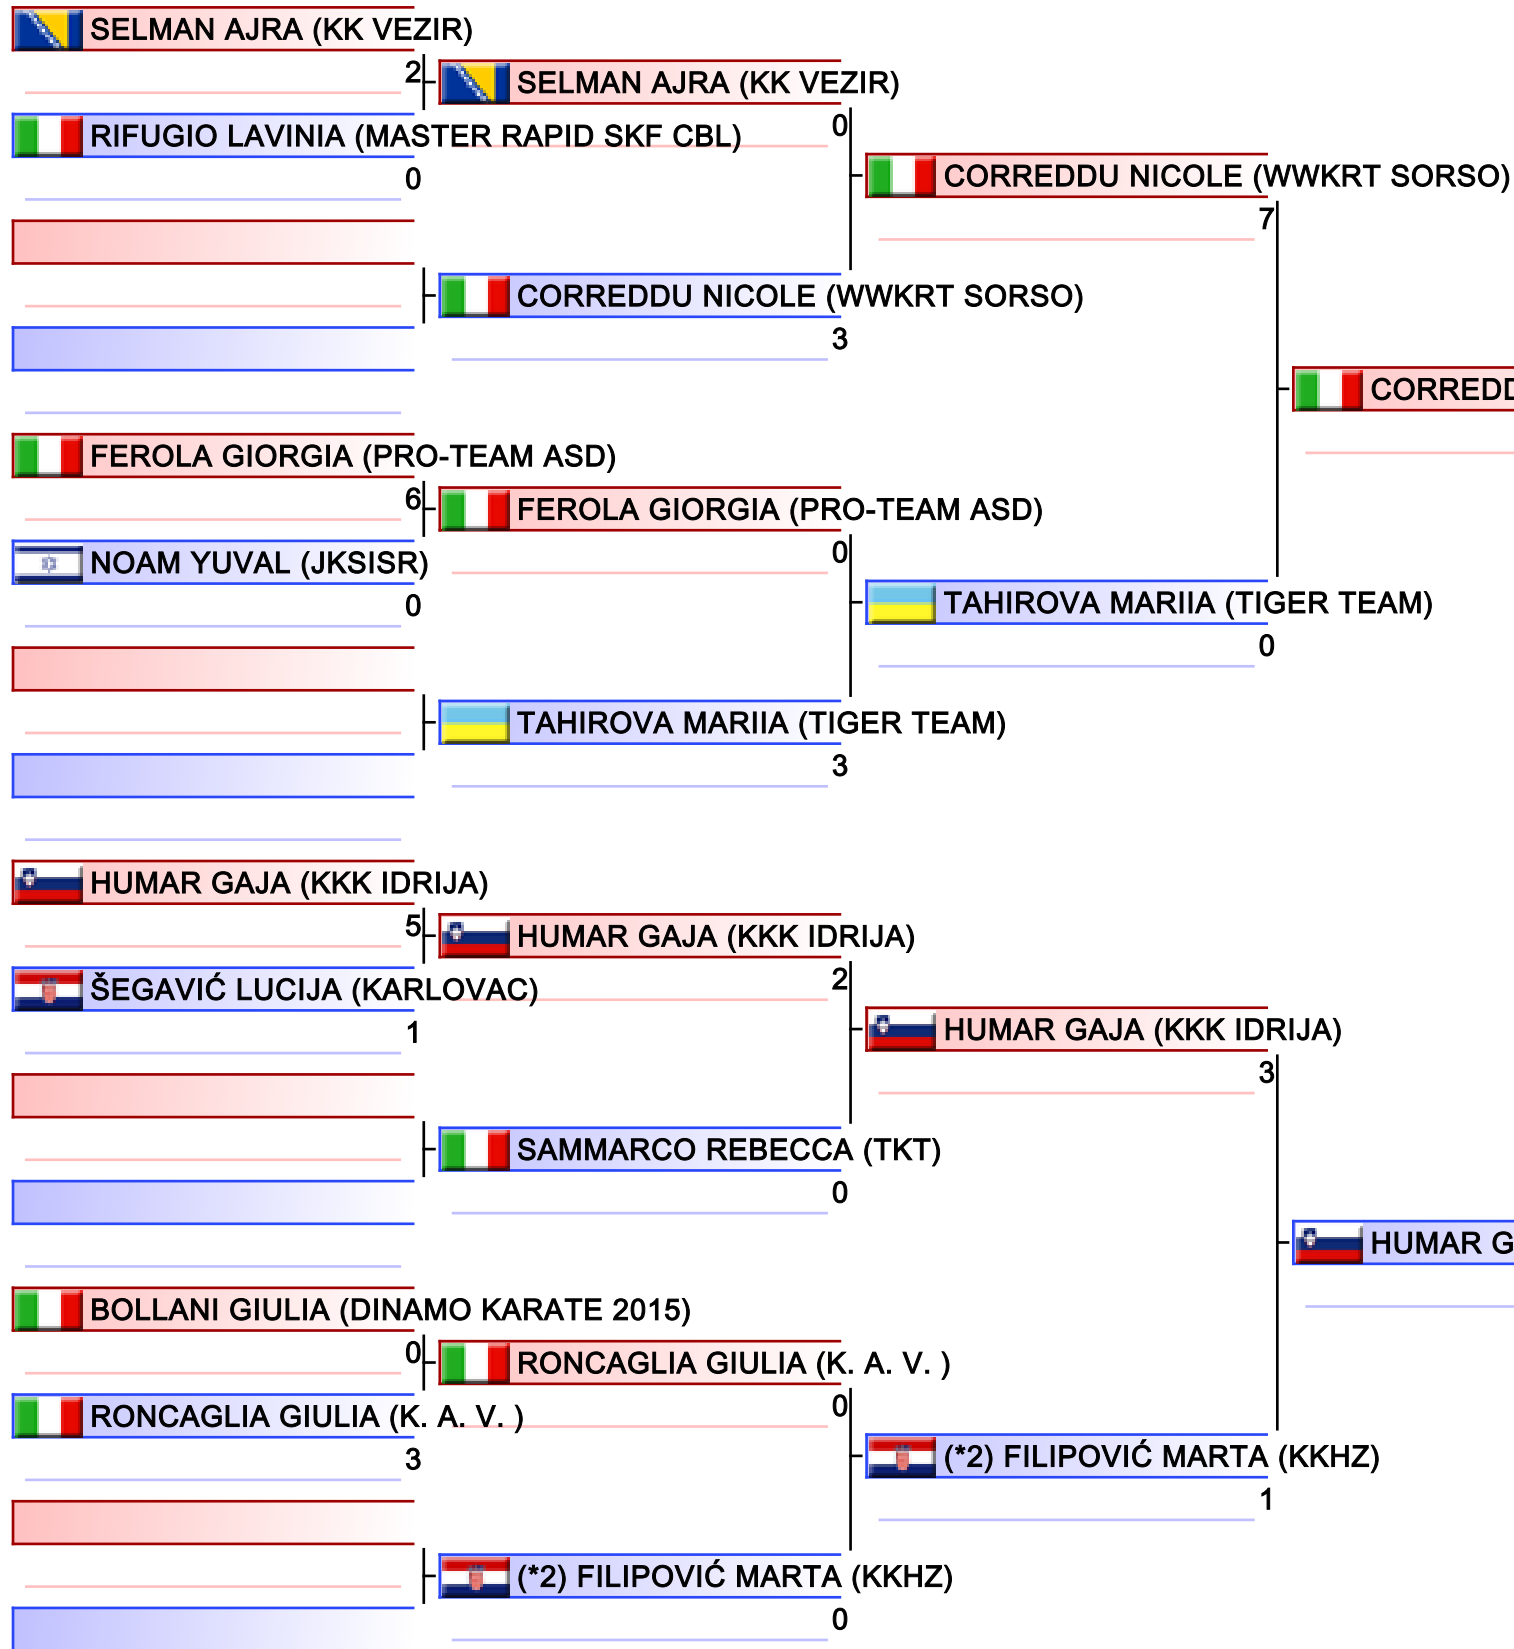 SELMAN AJRA (KK VEZIR)
2
SELMAN AJRA (KK VEZIR)
0
RIFUGIO LAVINIA (MASTER RAPID SKF CBL)
0
CORREDDU NICOLE (WWKRT SORSO)
7
CORREDDU NICOLE (WWKRT SORSO)
3
CORREDD
FEROLA GIORGIA (PRO-TEAM ASD)
6
FEROLA GIORGIA (PRO-TEAM ASD)
0
NOAM YUVAL (JKSISR)
0
TAHIROVA MARIIA (TIGER TEAM)
0
TAHIROVA MARIIA (TIGER TEAM)
3
HUMAR GAJA (KKK IDRIJA)
5
HUMAR GAJA (KKK IDRIJA)
2
ŠEGAVIĆ LUCIJA (KARLOVAC)
1
HUMAR GAJA (KKK IDRIJA)
3
SAMMARCO REBECCA (TKT)
0
HUMAR G
BOLLANI GIULIA (DINAMO KARATE 2015)
0
RONCAGLIA GIULIA (K. A. V. )
0
RONCAGLIA GIULIA (K. A. V. )
3
(*2) FILIPOVIĆ MARTA (KKHZ)
1
(*2) FILIPOVIĆ MARTA (KKHZ)
0